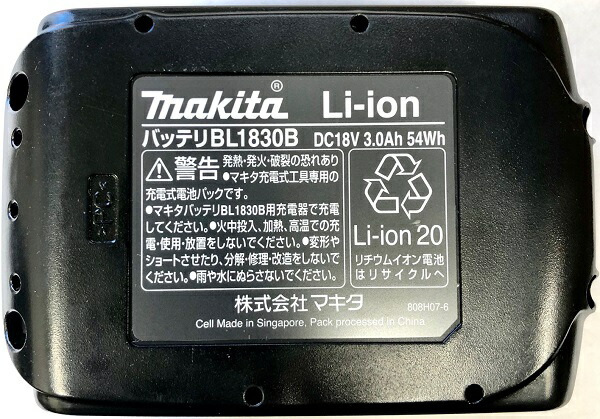 makita® Li-ion
バッテリBL1830B DC18V 3.0Ah 54Wh
警告 発熱・発火・破裂の恐れあり
●マキタ充電式工具専用の
充電式電池パックです。
●マキタバッテリBL1830B用充電器で充電
してください。●火中投入、加熱、高温での充
電・使用・放置をしないでください。●変形や
ショートさせたり、分解・修理・改造をしないで
ください。●雨や水にぬらさないでください。
Li-ion 20
リチウムイオン電池
はリサイクルへ
株式会社マキタ
808H07-6
Cell Made in Singapore, Pack processed in China